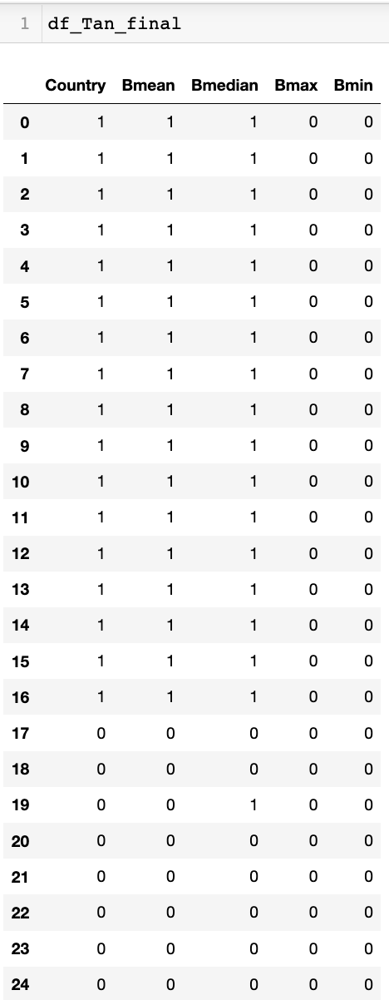 1 df_Tan_final
Country Bmean Bmedian Bmax Bmin
0 1 1 1 0 0
1 1 1 1 0 0
2 1 1 1 0 0
3 1 1 1 0 0
4 1 1 1 0 0
5 1 1 1 0 0
6 1 1 1 0 0
7 1 1 1 0 0
8 1 1 1 0 0
9 1 1 1 0 0
10 1 1 1 0 0
11 1 1 1 0 0
12 1 1 1 0 0
13 1 1 1 0 0
14 1 1 1 0 0
15 1 1 1 0 0
16 1 1 1 0 0
17 0 0 0 0 0
18 0 0 0 0 0
19 0 0 1 0 0
20 0 0 0 0 0
21 0 0 0 0 0
22 0 0 0 0 0
23 0 0 0 0 0
24 0 0 0 0 0